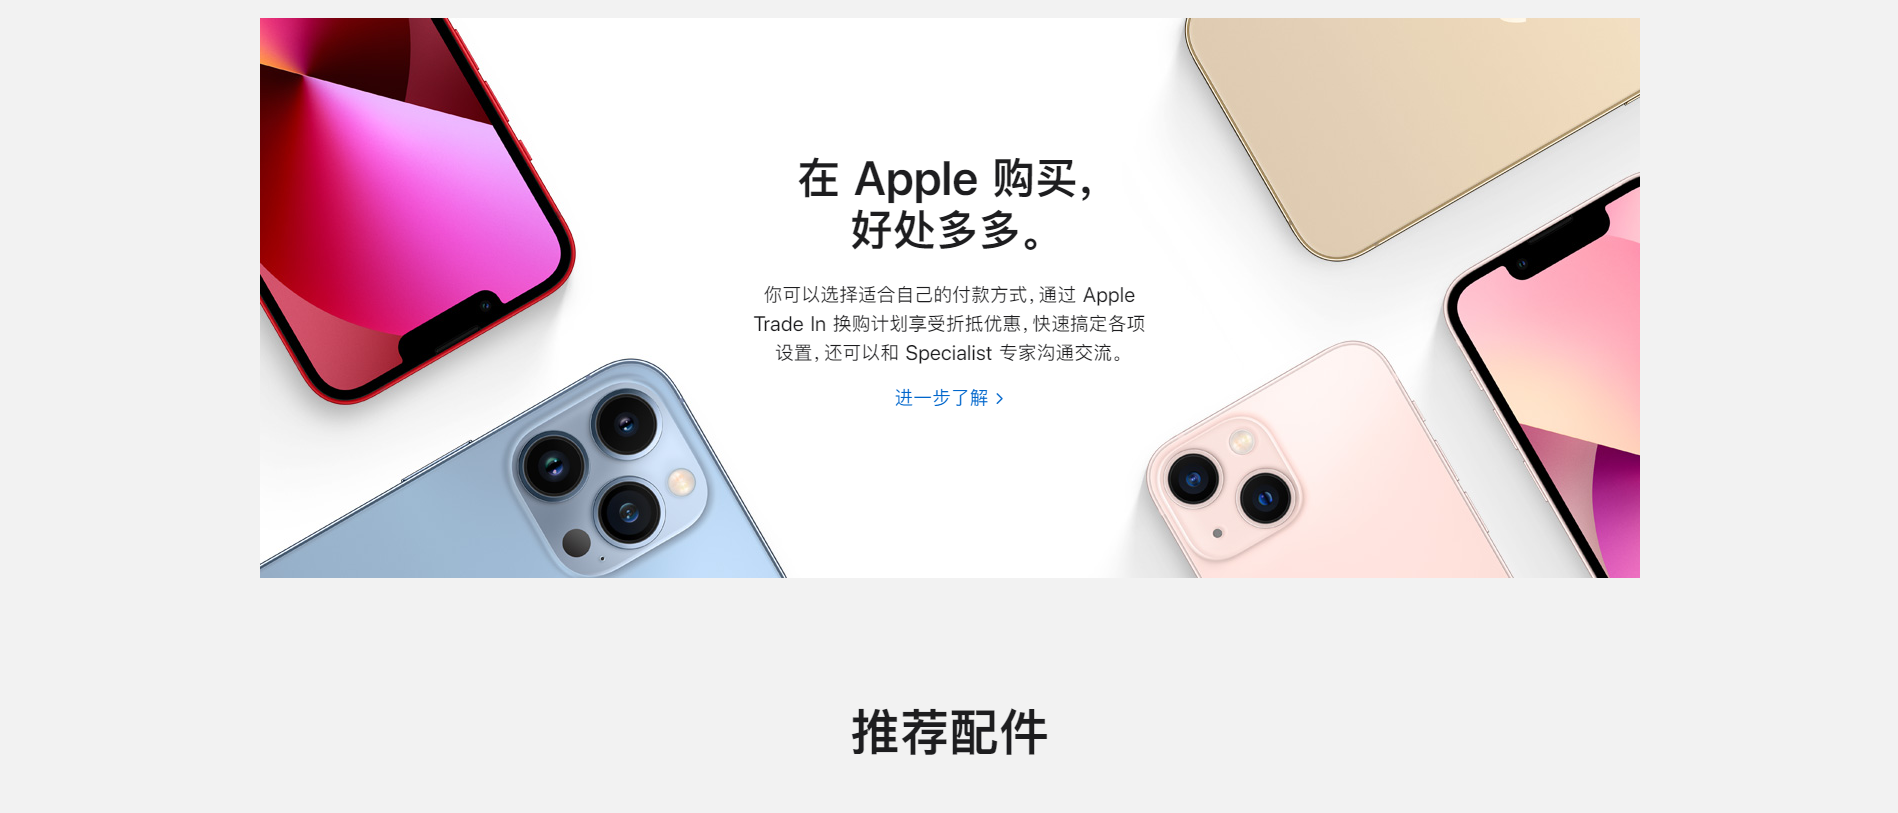 在 Apple 购买，
好处多多。
你可以选择适合自己的付款方式，通过 Apple
Trade In 换购计划享受折抵优惠，快速搞定各项
设置，还可以和 Specialist 专家沟通交流。
进一步了解 >
推荐配件